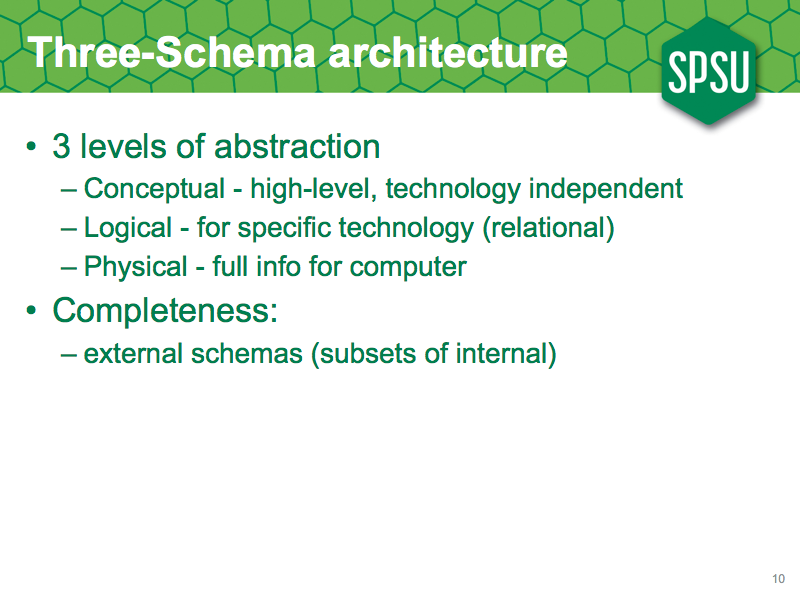 Three-Schema architecture
SPSU
• 3 levels of abstraction
– Conceptual - high-level, technology independent
– Logical - for specific technology (relational)
– Physical - full info for computer
• Completeness:
– external schemas (subsets of internal)
10